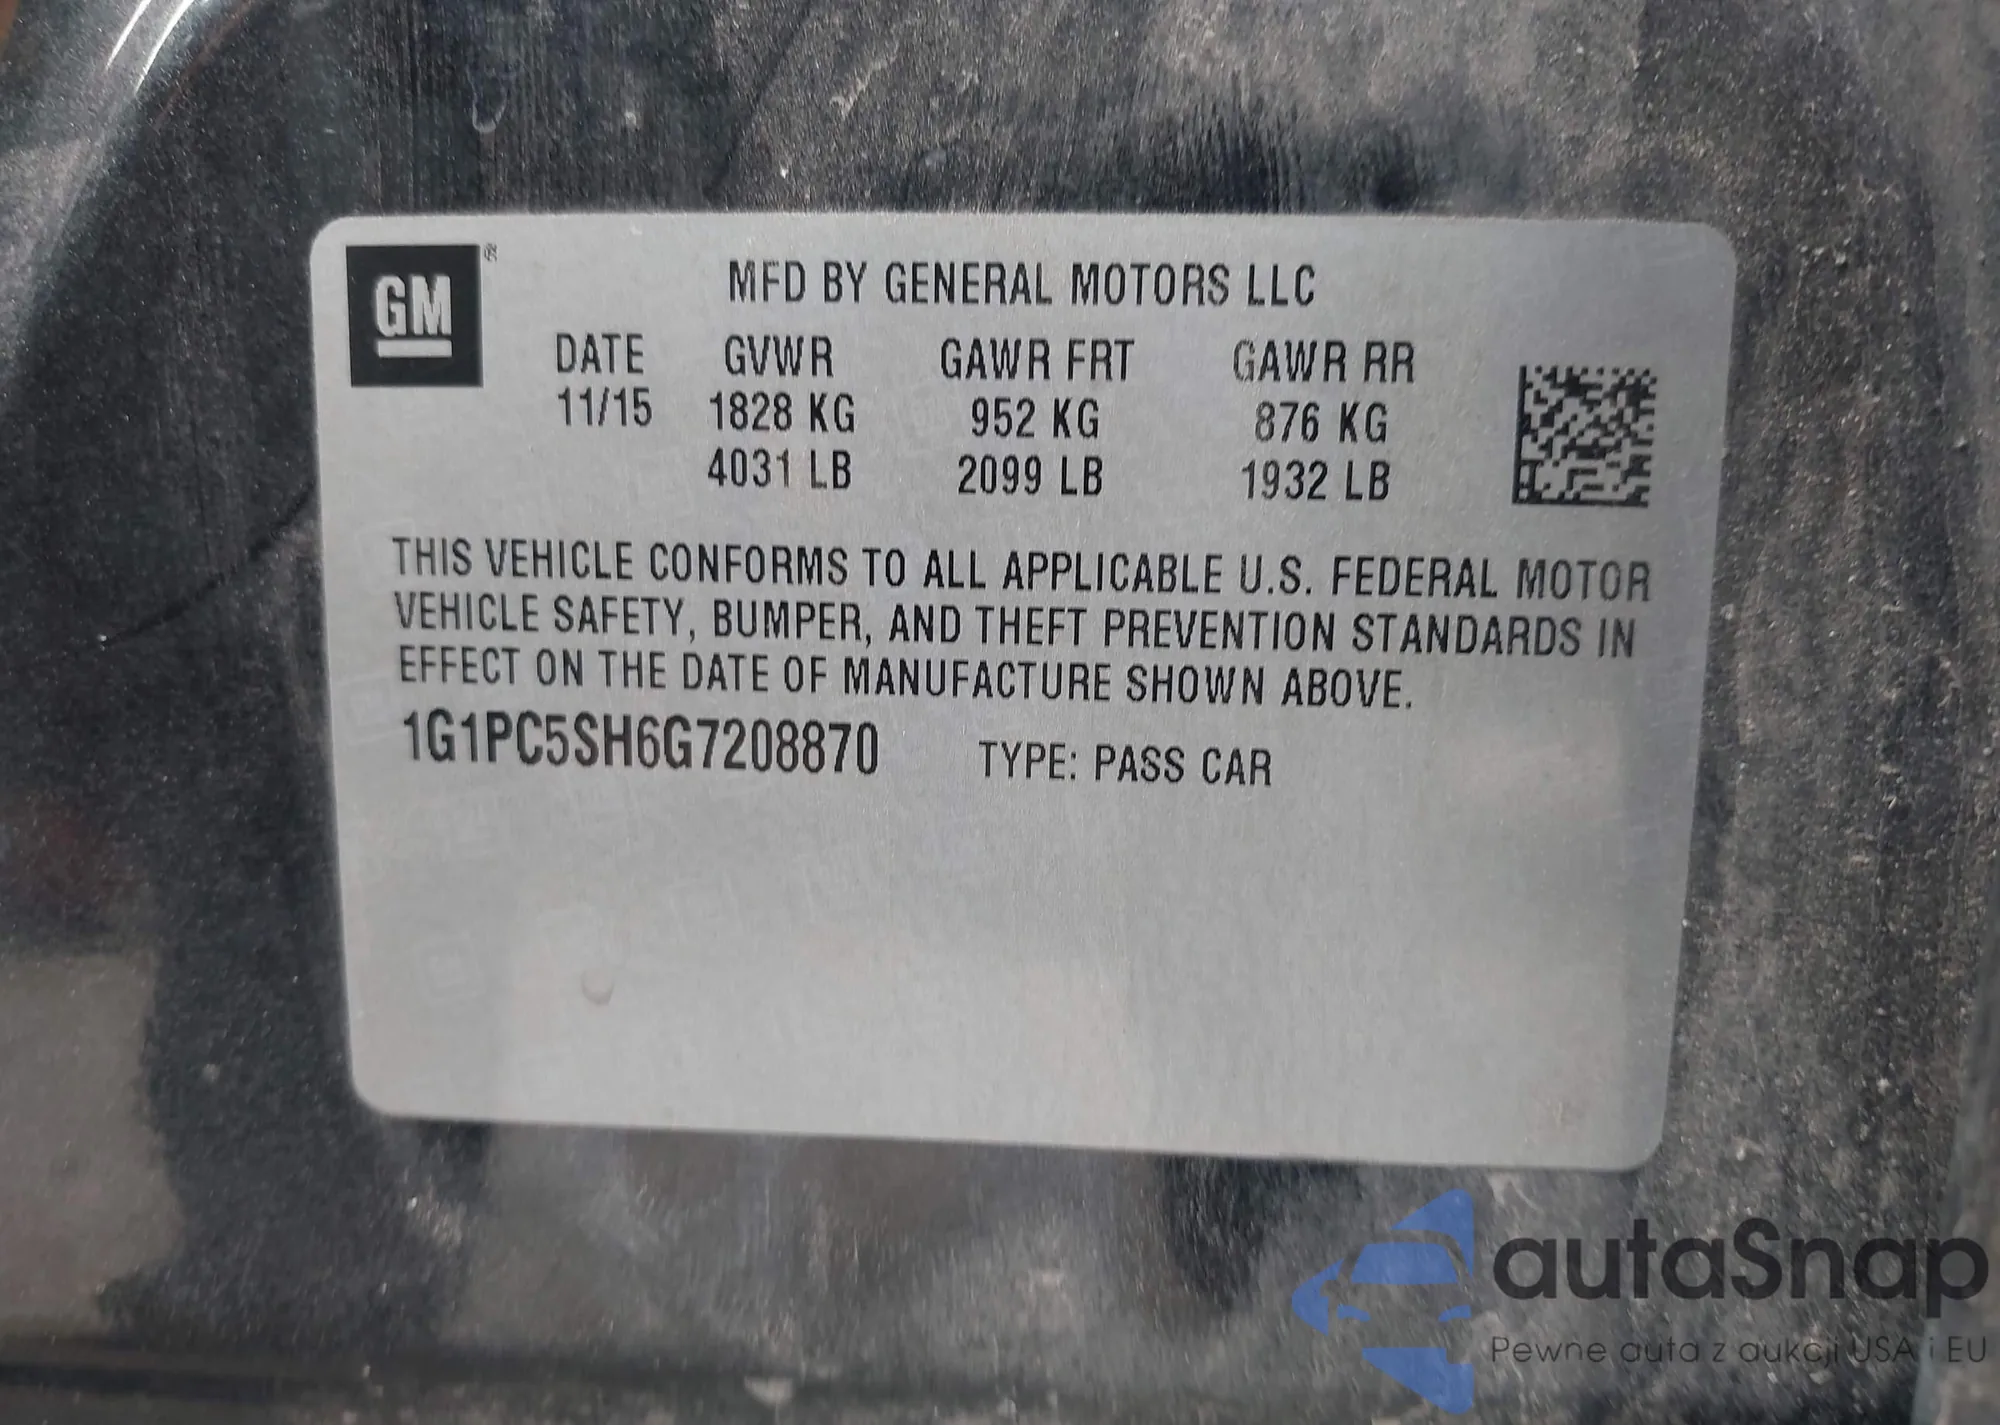 GM ®
MFD BY GENERAL MOTORS LLC
DATE GVWR GAWR FRT GAWR RR
11/15 1828 KG 952 KG 876 KG
4031 LB 2099 LB 1932 LB
THIS VEHICLE CONFORMS TO ALL APPLICABLE U.S. FEDERAL MOTOR
VEHICLE SAFETY, BUMPER, AND THEFT PREVENTION STANDARDS IN
EFFECT ON THE DATE OF MANUFACTURE SHOWN ABOVE.
1G1PC5SH6G7208870 TYPE: PASS CAR
autaSnap
Pewne auta z aukcji USA i EU